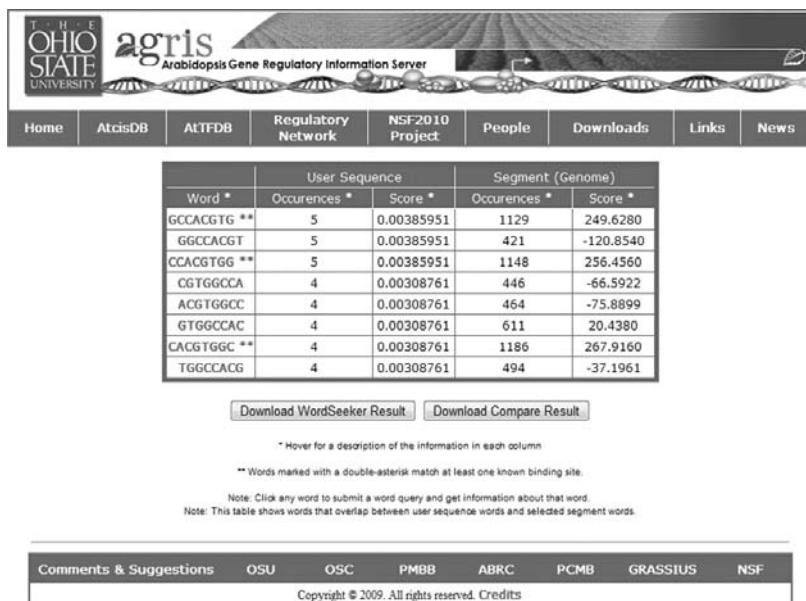 THE
OHIO
STATE
UNIVERSITY
agris
Arabidopsis Gene Regulatory Information Server
Home AtcisDB AtTFDB Regulatory Network NSF2010 Project People Downloads Links News
User Sequence Segment (Genome)
Word * Occurences * Score * Occurences * Score *
GCCACGTG ** 5 0.00385951 1129 249.6280
GGCCACGT 5 0.00385951 421 -120.8540
CCACGTGG ** 5 0.00385951 1148 256.4560
CGTGGCCA 4 0.00308761 446 -66.5922
ACGTGGCC 4 0.00308761 464 -75.8899
GTGGCCAC 4 0.00308761 611 20.4380
CACGTGGC ** 4 0.00308761 1186 267.9160
TGGCCACG 4 0.00308761 494 -37.1961
Download WordSeeker Result Download Compare Result
* Hover for a description of the information in each column
** Words marked with a double-asterisk match at least one known binding site.
Note: Click any word to submit a word query and get information about that word.
Note: This table shows words that overlap between user sequence words and selected segment words.
Comments & Suggestions OSU OSC PMBB ABRC PCMB GRASSIUS NSF
Copyright © 2009. All rights reserved. Credits